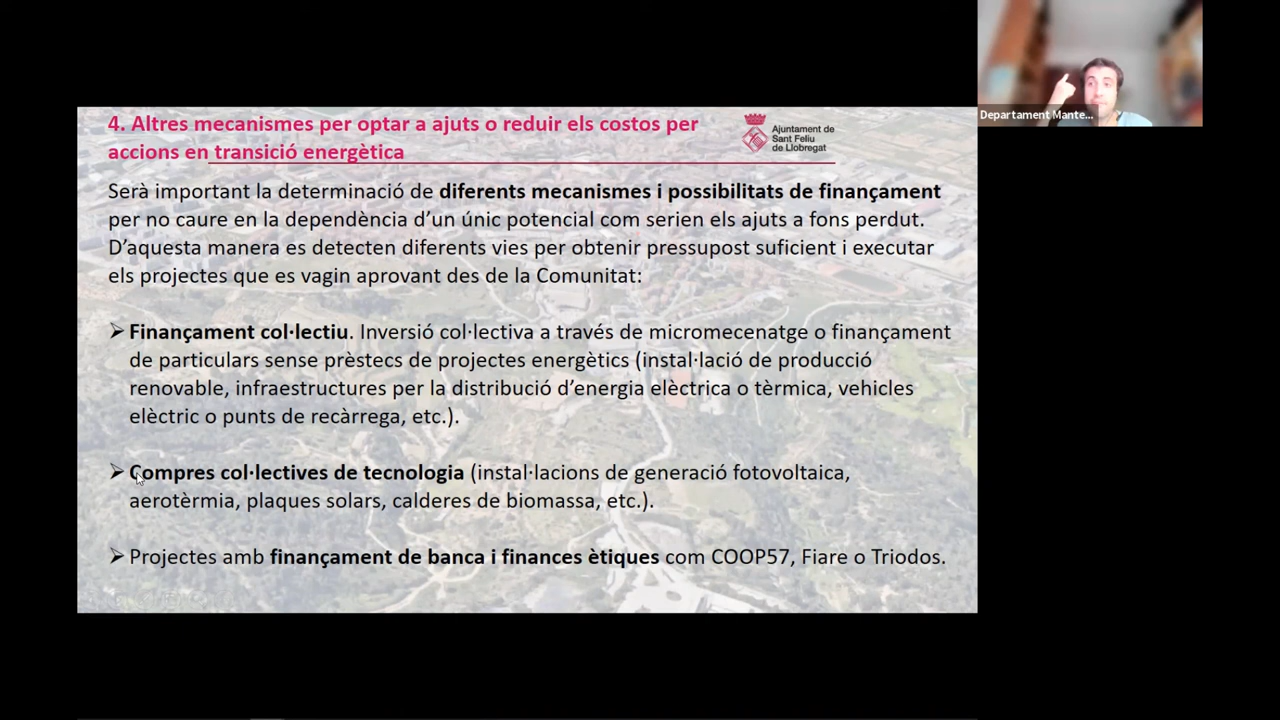 4. Altres mecanismes per optar a ajuts o reduir els costos per
accions en transició energètica
Ajuntament de
Sant Feliu
de Llobregat
Departament Mante...
Serà important la determinació de diferents mecanismes i possibilitats de finançament
per no caure en la dependència d’un únic potencial com serien els ajuts a fons perdut.
D’aquesta manera es detecten diferents vies per obtenir pressupost suficient i executar
els projectes que es vagin aprovant des de la Comunitat:
➢ Finançament col·lectiu. Inversió col·lectiva a través de micromecenatge o finançament
de particulars sense prèstecs de projectes energètics (instal·lació de producció
renovable, infraestructures per la distribució d’energia elèctrica o tèrmica, vehicles
elèctric o punts de recàrrega, etc.).
➢ Compres col·lectives de tecnologia (instal·lacions de generació fotovoltaica,
aerotèrmia, plaques solars, calderes de biomassa, etc.).
➢ Projectes amb finançament de banca i finances ètiques com COOP57, Fiare o Triodos.